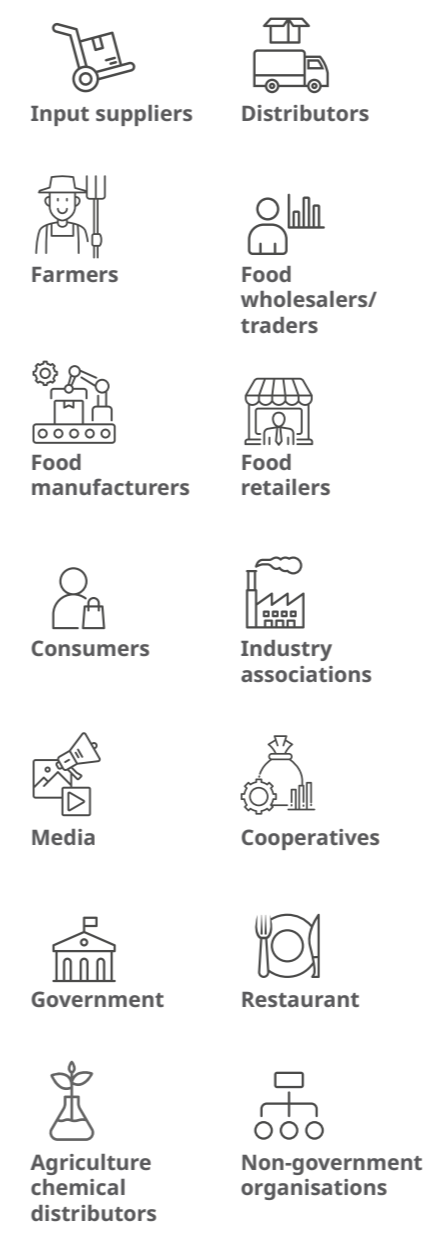 Input suppliers
Distributors
Farmers
Food
wholesalers/
traders
Food
manufacturers
Food
retailers
Consumers
Industry
associations
Media
Cooperatives
Government
Restaurant
Agriculture
chemical
distributors
Non-government
organisations